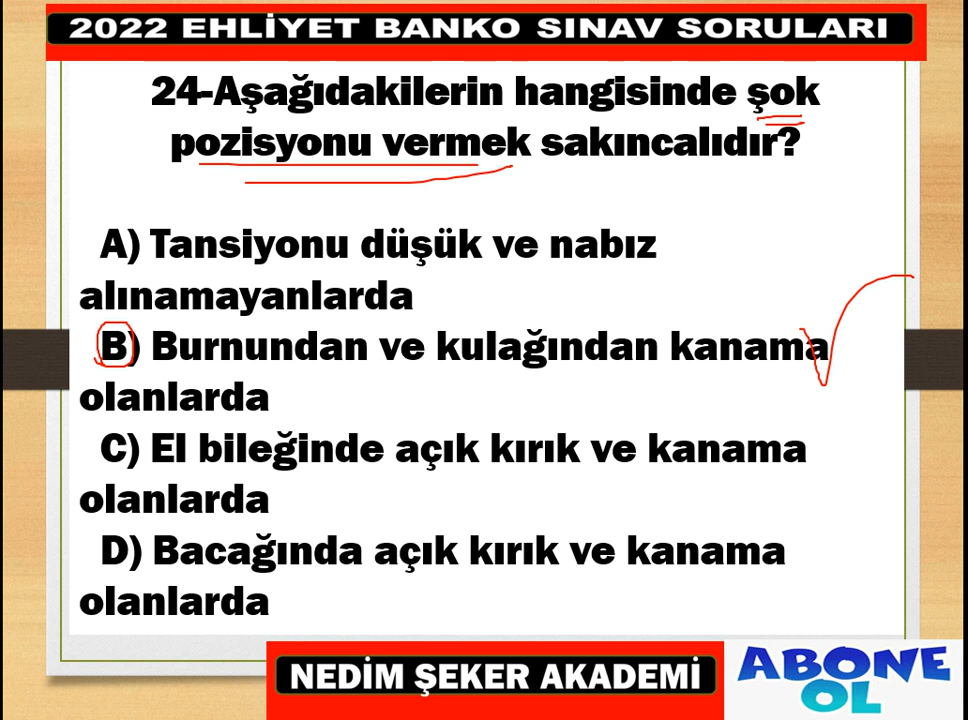 2022 EHLİYET BANKO SINAV SORULARI
24-Aşağıdakilerin hangisinde şok
pozisyonu vermek sakıncalıdır?
A) Tansiyonu düşük ve nabız
alınamayanlarda
B) Burnundan ve kulağından kanama
olanlarda
C) El bileğinde açık kırık ve kanama
olanlarda
D) Bacağında açık kırık ve kanama
olanlarda
NEDİM ŞEKER AKADEMİ
ABONE
OL